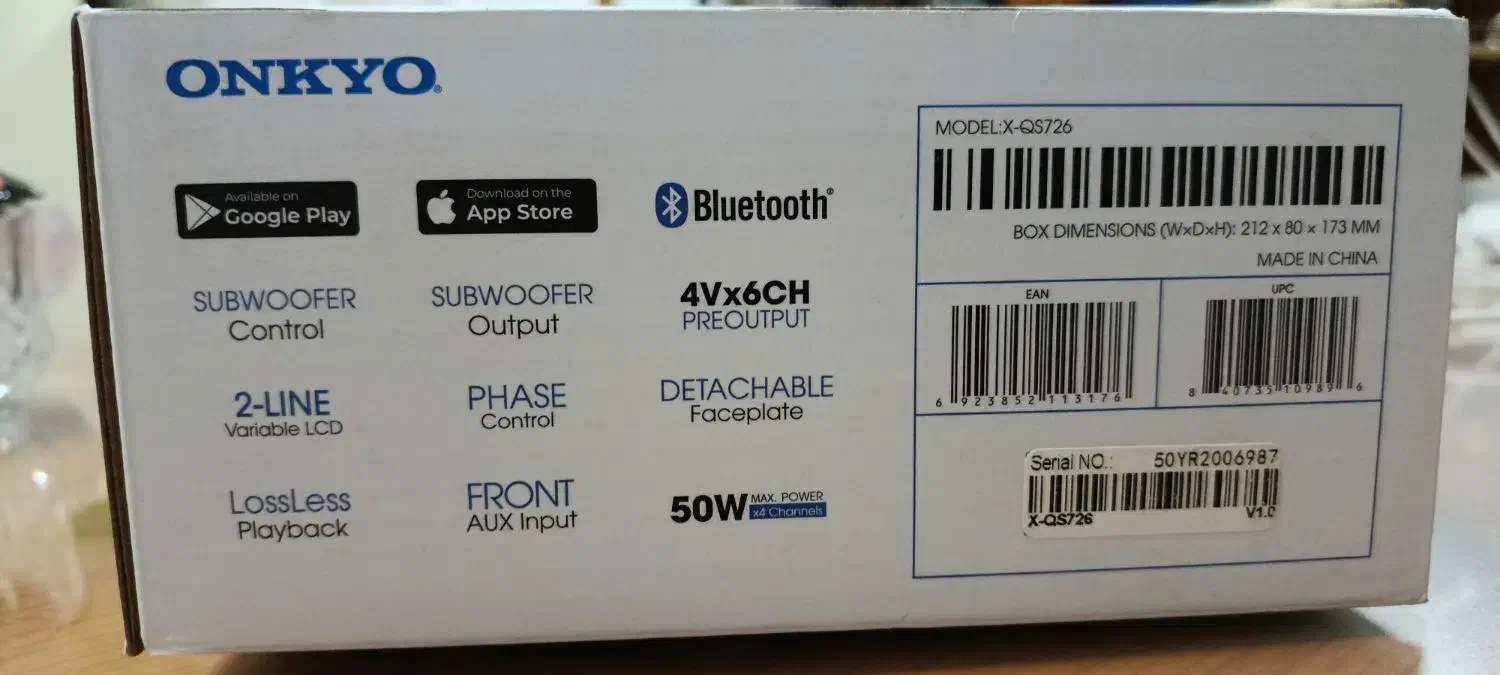 ONKYO®
Available on
Google Play
Download on the
App Store
Bluetooth®
SUBWOOFER
Control
SUBWOOFER
Output
4Vx6CH
PREOUTPUT
2-LINE
Variable LCD
PHASE
Control
DETACHABLE
Faceplate
LossLess
Playback
FRONT
AUX Input
50W MAX. POWER
x4 Channels
MODEL:X-QS726
BOX DIMENSIONS (W×D×H): 212 x 80 × 173 MM
MADE IN CHINA
EAN
6 923852 113176
UPC
8 40735 10989 6
Serial NO.: 50YR2006987
X-QS726 V1.0